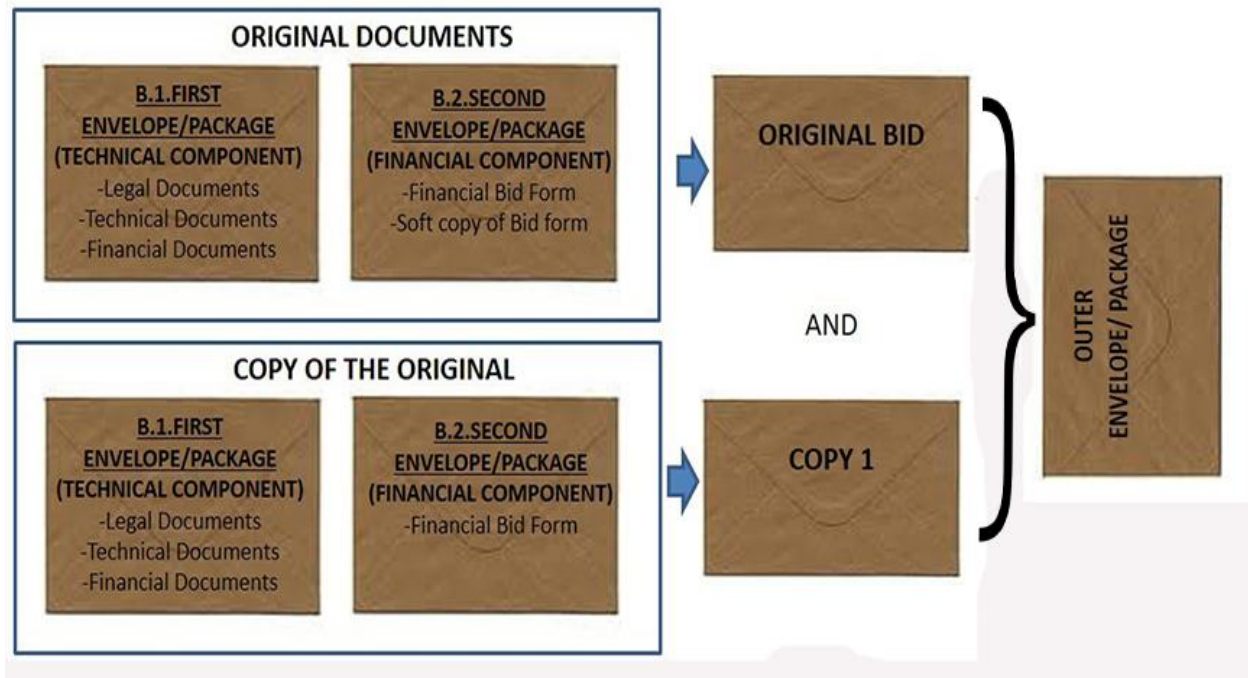 ORIGINAL DOCUMENTS
B.1.FIRST
ENVELOPE/PACKAGE
(TECHNICAL COMPONENT)
-Legal Documents
-Technical Documents
-Financial Documents
B.2.SECOND
ENVELOPE/PACKAGE
(FINANCIAL COMPONENT)
-Financial Bid Form
-Soft copy of Bid form
ORIGINAL BID
AND
COPY OF THE ORIGINAL
B.1.FIRST
ENVELOPE/PACKAGE
(TECHNICAL COMPONENT)
-Legal Documents
-Technical Documents
-Financial Documents
B.2.SECOND
ENVELOPE/PACKAGE
(FINANCIAL COMPONENT)
-Financial Bid Form
COPY 1
OUTER
ENVELOPE/ PACKAGE